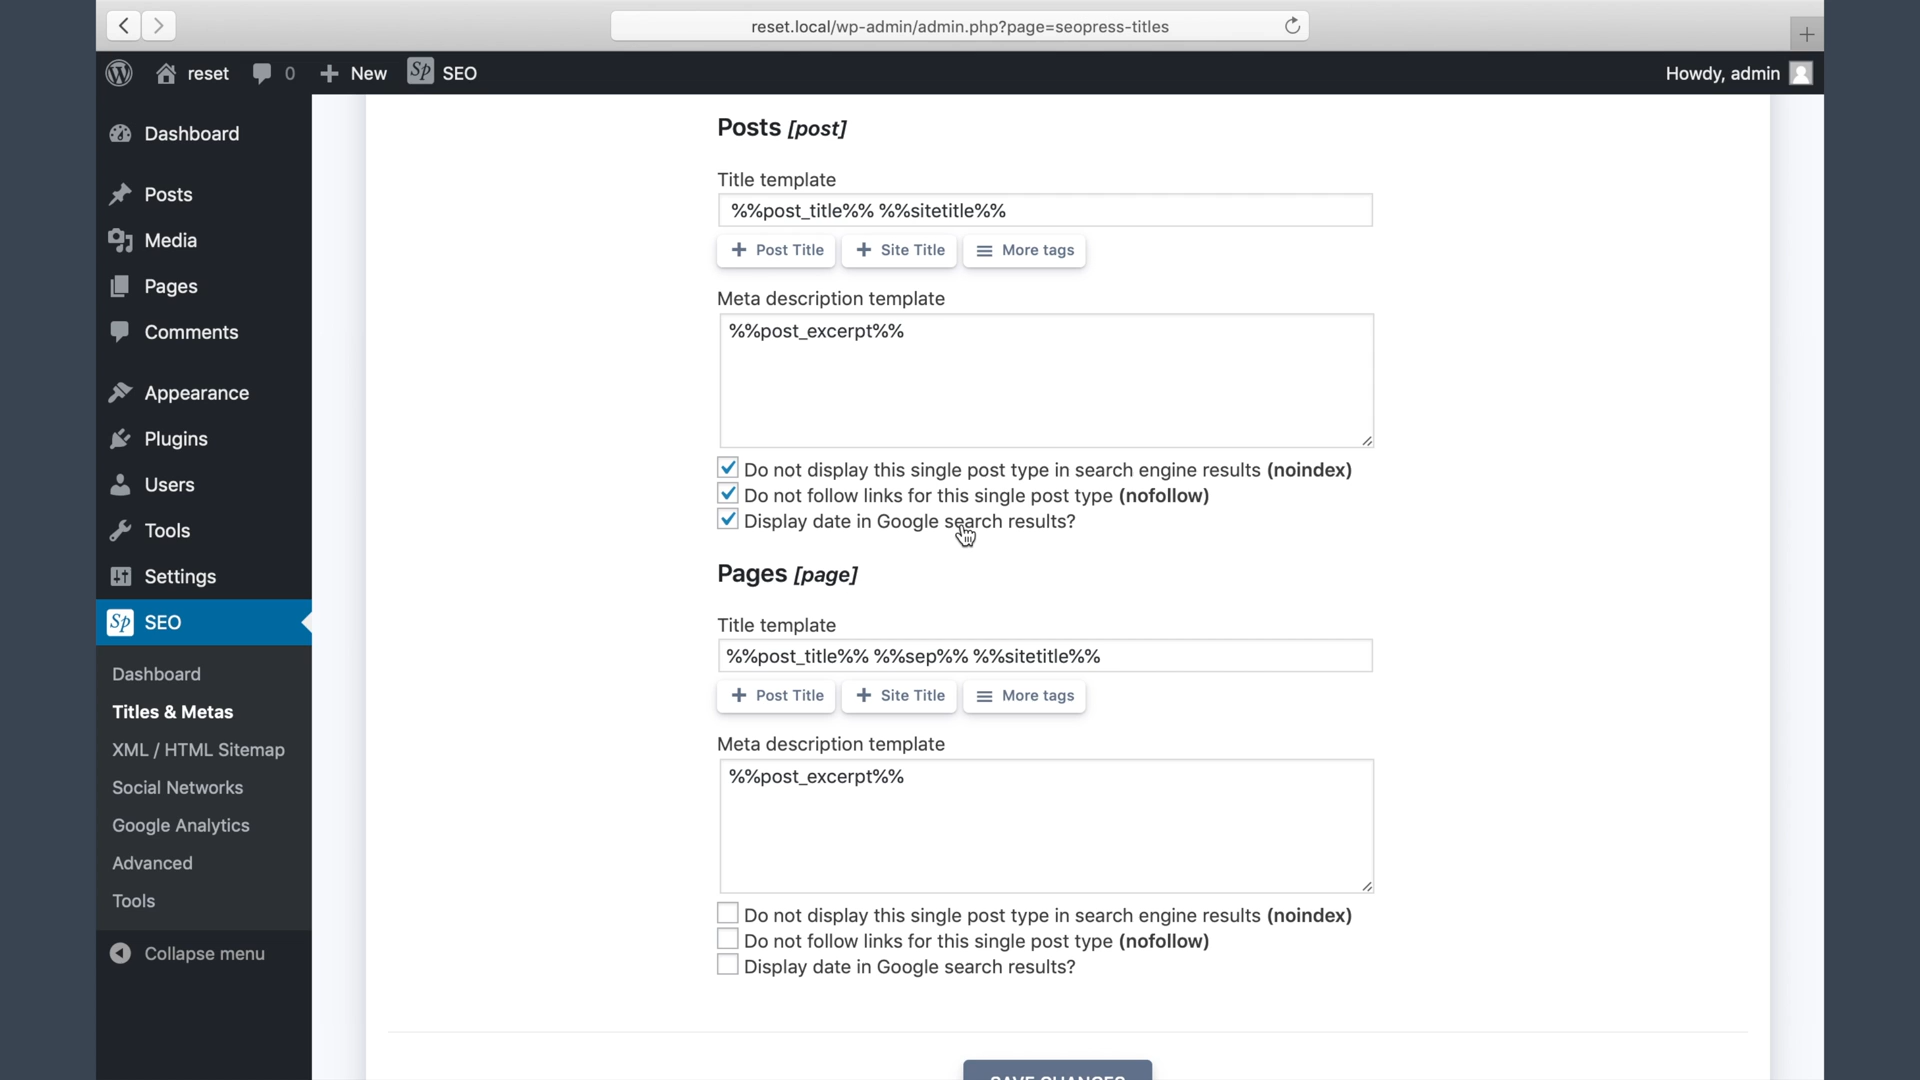 reset.local/wp-admin/admin.php?page=seopress-titles
reset 0 New Sp SEO Howdy, admin
Dashboard
Posts
Media
Pages
Comments
Appearance
Plugins
Users
Tools
Settings
Sp SEO
Dashboard
Titles & Metas
XML / HTML Sitemap
Social Networks
Google Analytics
Advanced
Tools
Collapse menu
Posts [post]
Title template
%%post_title%% %%sitetitle%%
Post Title Site Title More tags
Meta description template
%%post_excerpt%%
Do not display this single post type in search engine results (noindex)
Do not follow links for this single post type (nofollow)
Display date in Google search results?
Pages [page]
Title template
%%post_title%% %%sep%% %%sitetitle%%
Post Title Site Title More tags
Meta description template
%%post_excerpt%%
Do not display this single post type in search engine results (noindex)
Do not follow links for this single post type (nofollow)
Display date in Google search results?
SAVE CHANGES